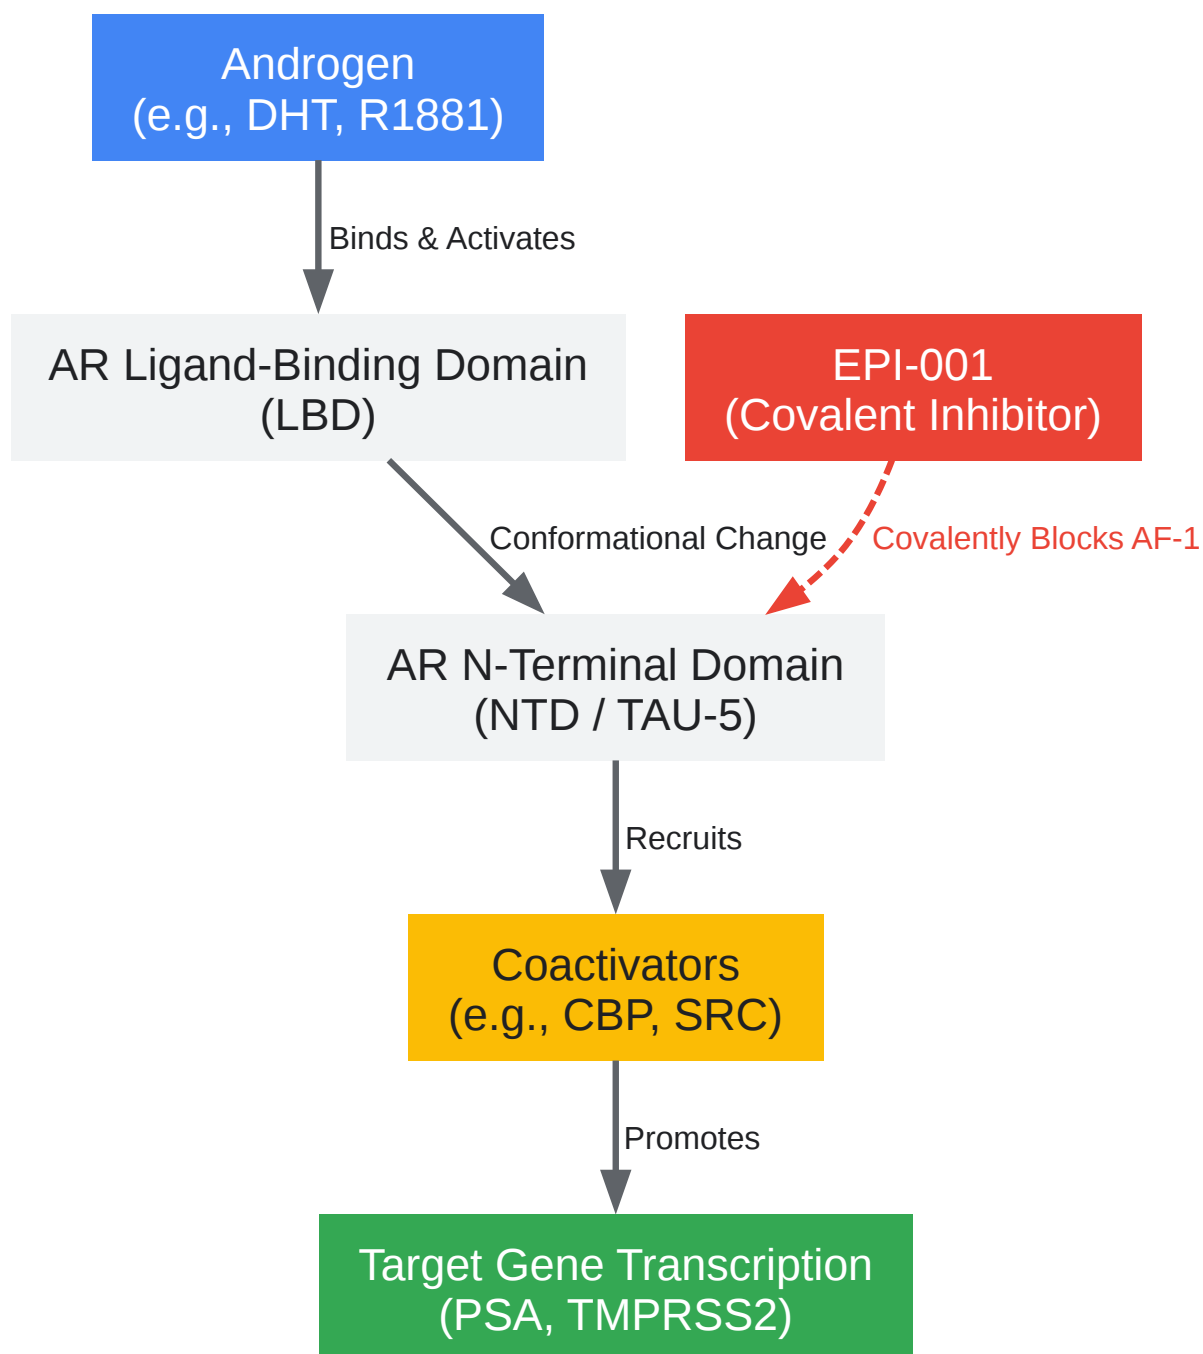 Androgen
(e.g., DHT, R1881)
Binds & Activates
AR Ligand-Binding Domain
(LBD)
EPI-001
(Covalent Inhibitor)
Conformational Change
Covalently Blocks AF-1
AR N-Terminal Domain
(NTD / TAU-5)
Recruits
Coactivators
(e.g., CBP, SRC)
Promotes
Target Gene Transcription
(PSA, TMPRSS2)